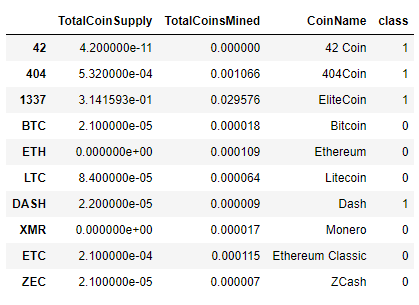 TotalCoinSupply TotalCoinsMined CoinName class
42 4.200000e-11 0.000000 42 Coin 1
404 5.320000e-04 0.001066 404Coin 1
1337 3.141593e-01 0.029576 EliteCoin 1
BTC 2.100000e-05 0.000018 Bitcoin 0
ETH 0.000000e+00 0.000109 Ethereum 0
LTC 8.400000e-05 0.000064 Litecoin 0
DASH 2.200000e-05 0.000009 Dash 1
XMR 0.000000e+00 0.000017 Monero 0
ETC 2.100000e-04 0.000115 Ethereum Classic 0
ZEC 2.100000e-05 0.000007 ZCash 0